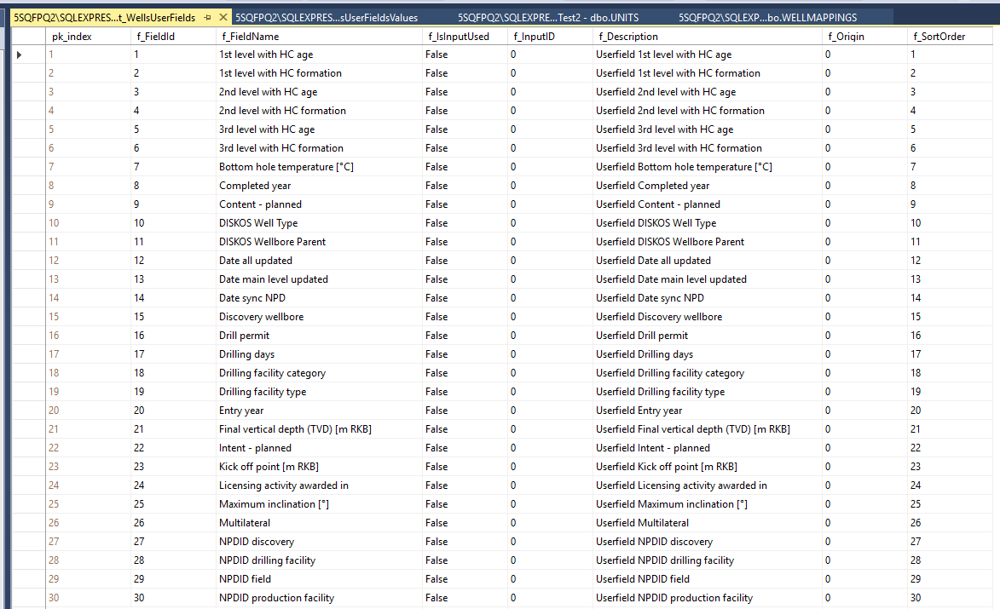 5SQFPQ2\SQLEXPRES...t_WellsUserFields 5SQFPQ2\SQLEXPRES...sUserFieldsValues 5SQFPQ2\SQLEXPRE...Test2 - dbo.UNITS 5SQFPQ2\SQLEXP...bo.WELLMAPPINGS
pk_index f_FieldId f_FieldName f_IsInputUsed f_InputID f_Description f_Origin f_SortOrder
1 1 1st level with HC age False 0 Userfield 1st level with HC age 0 1
2 2 1st level with HC formation False 0 Userfield 1st level with HC formation 0 2
3 3 2nd level with HC age False 0 Userfield 2nd level with HC age 0 3
4 4 2nd level with HC formation False 0 Userfield 2nd level with HC formation 0 4
5 5 3rd level with HC age False 0 Userfield 3rd level with HC age 0 5
6 6 3rd level with HC formation False 0 Userfield 3rd level with HC formation 0 6
7 7 Bottom hole temperature [°C] False 0 Userfield Bottom hole temperature [°C] 0 7
8 8 Completed year False 0 Userfield Completed year 0 8
9 9 Content - planned False 0 Userfield Content - planned 0 9
10 10 DISKOS Well Type False 0 Userfield DISKOS Well Type 0 10
11 11 DISKOS Wellbore Parent False 0 Userfield DISKOS Wellbore Parent 0 11
12 12 Date all updated False 0 Userfield Date all updated 0 12
13 13 Date main level updated False 0 Userfield Date main level updated 0 13
14 14 Date sync NPD False 0 Userfield Date sync NPD 0 14
15 15 Discovery wellbore False 0 Userfield Discovery wellbore 0 15
16 16 Drill permit False 0 Userfield Drill permit 0 16
17 17 Drilling days False 0 Userfield Drilling days 0 17
18 18 Drilling facility category False 0 Userfield Drilling facility category 0 18
19 19 Drilling facility type False 0 Userfield Drilling facility type 0 19
20 20 Entry year False 0 Userfield Entry year 0 20
21 21 Final vertical depth (TVD) [m RKB] False 0 Userfield Final vertical depth (TVD) [m RKB] 0 21
22 22 Intent - planned False 0 Userfield Intent - planned 0 22
23 23 Kick off point [m RKB] False 0 Userfield Kick off point [m RKB] 0 23
24 24 Licensing activity awarded in False 0 Userfield Licensing activity awarded in 0 24
25 25 Maximum inclination [°] False 0 Userfield Maximum inclination [°] 0 25
26 26 Multilateral False 0 Userfield Multilateral 0 26
27 27 NPDID discovery False 0 Userfield NPDID discovery 0 27
28 28 NPDID drilling facility False 0 Userfield NPDID drilling facility 0 28
29 29 NPDID field False 0 Userfield NPDID field 0 29
30 30 NPDID production facility False 0 Userfield NPDID production facility 0 30